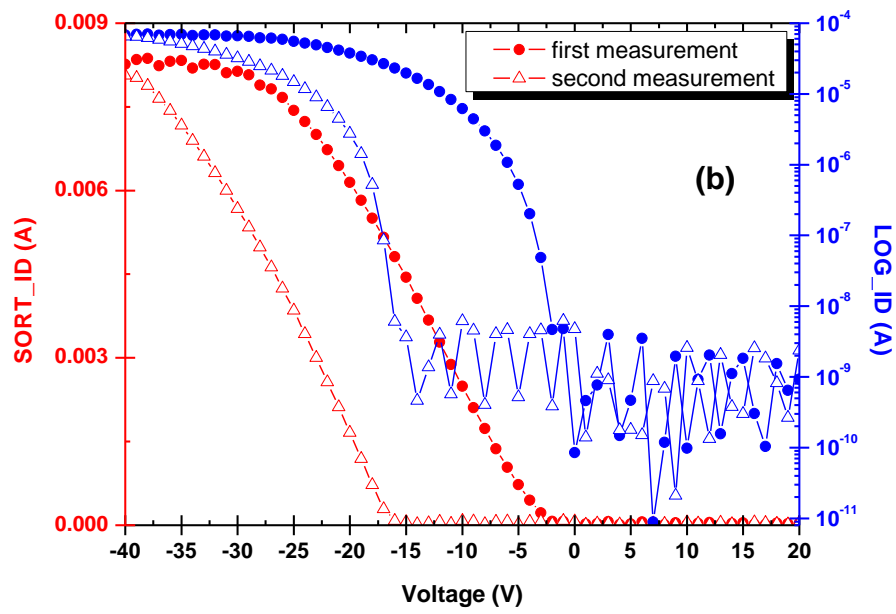 0.009
0.006
0.003
0.000
SORT_ID (A)
first measurement
second measurement
(b)
10⁻⁴
10⁻⁵
10⁻⁶
10⁻⁷
10⁻⁸
10⁻⁹
10⁻¹⁰
10⁻¹¹
LOG_ID (A)
-40 -35 -30 -25 -20 -15 -10 -5 0 5 10 15 20
Voltage (V)